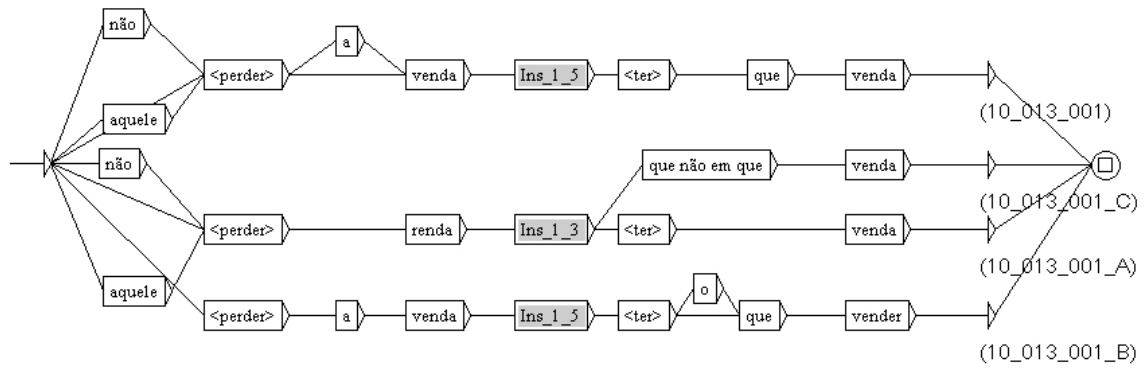 não
a
<perder> venda Ins_1_5 <ter> que venda
aquele
(10_013_001)
não que não em que venda
(10_013_001_C)
<perder> renda Ins_1_3 <ter> venda
(10_013_001_A)
aquele o
<perder> a venda Ins_1_5 <ter> que vender
(10_013_001_B)